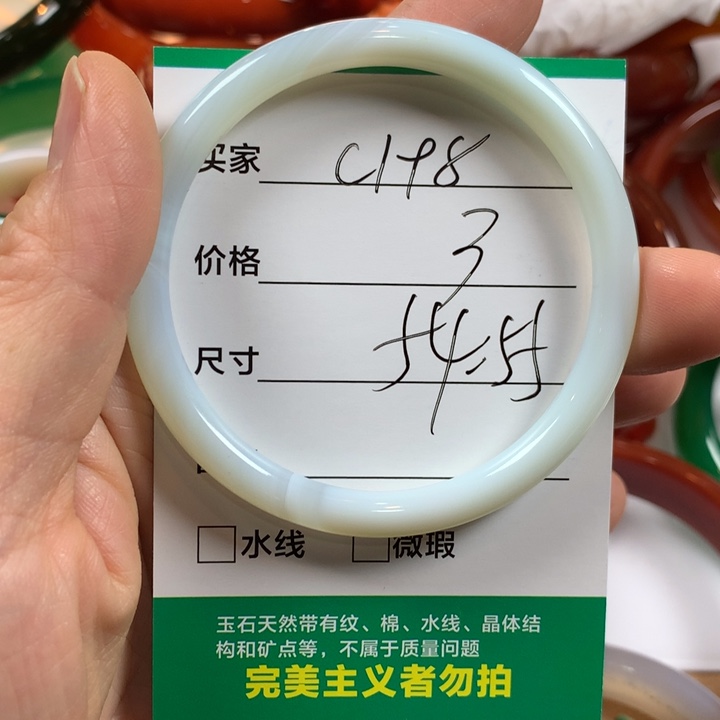 买家 C1+8
价格 3
尺寸 54-55
水线 微瑕
玉石天然带有纹、棉、水线、晶体结
构和矿点等，不属于质量问题
完美主义者勿拍